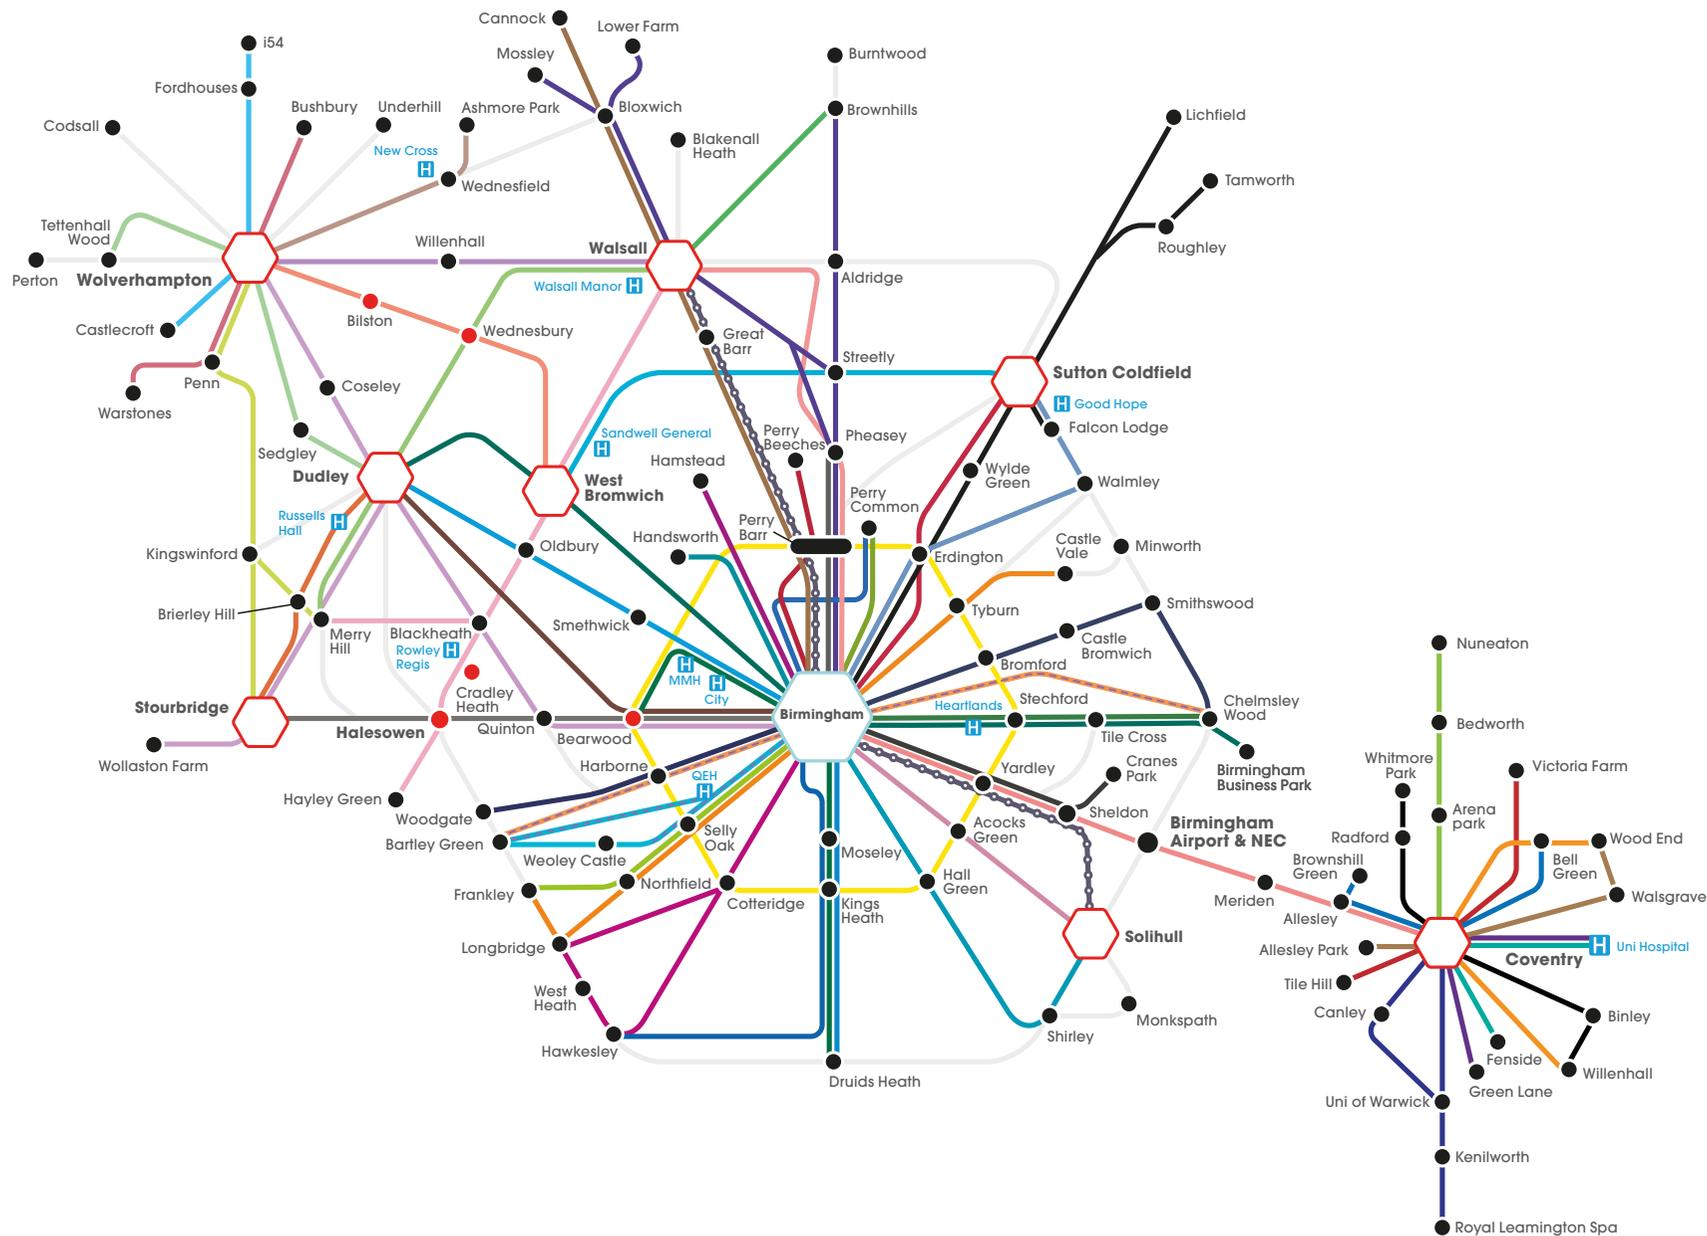 Cannock
Lower Farm
Mossley
i54
Burntwood
Fordhouses
Bushbury
Underhill
Ashmore Park
Bloxwich
Brownhills
Codsall
New Cross
H
Blakenall
Heath
Lichfield
Wednesfield
Tamworth
Tettenhall
Wood
Willenhall
Walsall
Roughley
Perton
Wolverhampton
Walsall Manor H
Aldridge
Bilston
Castlecroft
Wednesbury
Great
Barr
Streetly
Penn
Coseley
Sutton Coldfield
Warstones
H Good Hope
Sedgley
Sandwell General
H
Perry
Beeches
Pheasey
Falcon Lodge
Dudley
Hamstead
West
Bromwich
Wylde
Green
Walmley
Russells
Hall
H
Perry
Common
Perry
Barr
Kingswinford
Oldbury
Handsworth
Erdington
Castle
Vale
Minworth
Brierley Hill
Smethwick
Tyburn
Smithswood
Merry
Hill
Blackheath
Rowley
Regis
H
Castle
Bromwich
Nuneaton
H
MMH
H
City
Bromford
Cradley
Heath
Stourbridge
Halesowen
Quinton
Bearwood
Birmingham
Heartlands
H
Stechford
Tile Cross
Chelmsley
Wood
Bedworth
Wollaston Farm
Harborne
QEH
H
Yardley
Cranes
Park
Birmingham
Business Park
Whitmore
Park
Victoria Farm
Hayley Green
Woodgate
Sheldon
Arena
park
Bartley Green
Weoley Castle
Selly
Oak
Moseley
Acocks
Green
Birmingham
Airport & NEC
Radford
Wood End
Brownshill
Green
Bell
Green
Frankley
Northfield
Cotteridge
Kings
Heath
Hall
Green
Meriden
Allesley
Walsgrave
Longbridge
Solihull
Allesley Park
H Uni Hospital
Coventry
West
Heath
Tile Hill
Hawkesley
Shirley
Monkspath
Canley
Binley
Fenside
Willenhall
Druids Heath
Green Lane
Uni of Warwick
Kenilworth
Royal Leamington Spa